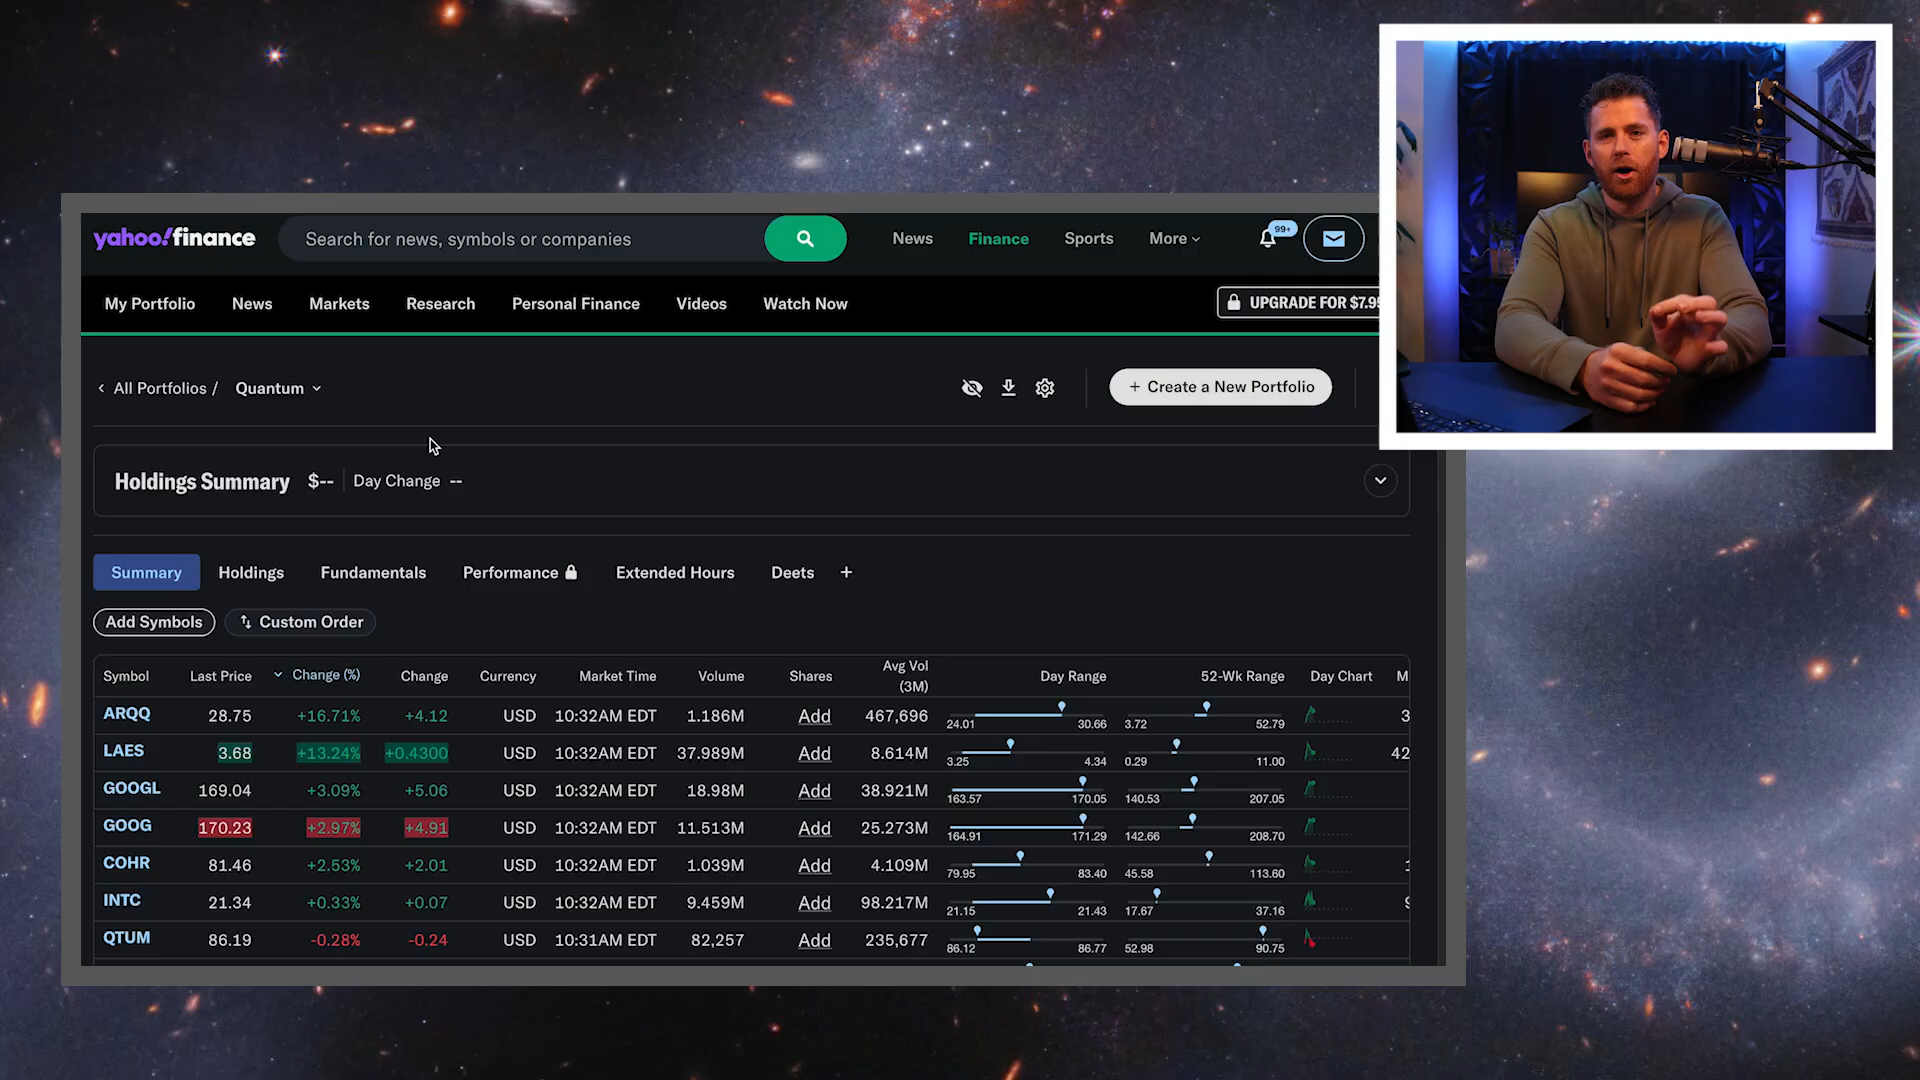 yahoo!finance Search for news, symbols or companies News Finance Sports More 99+
My Portfolio News Markets Research Personal Finance Videos Watch Now UPGRADE FOR $7.95
All Portfolios / Quantum + Create a New Portfolio
Holdings Summary $-- Day Change --
Summary Holdings Fundamentals Performance Extended Hours Deets +
Add Symbols Custom Order
Symbol Last Price Change (%) Change Currency Market Time Volume Shares Avg Vol (3M) Day Range 52-Wk Range Day Chart M
ARQQ 28.75 +16.71% +4.12 USD 10:32AM EDT 1.186M Add 467,696 24.01 30.66 3.72 52.79 3
LAES 3.68 +13.24% +0.4300 USD 10:32AM EDT 37.989M Add 8.614M 3.25 4.34 0.29 11.00 42
GOOGL 169.04 +3.09% +5.06 USD 10:32AM EDT 18.98M Add 38.921M 163.57 170.05 140.53 207.05
GOOG 170.23 +2.97% +4.91 USD 10:32AM EDT 11.513M Add 25.273M 164.91 171.29 142.66 208.70
COHR 81.46 +2.53% +2.01 USD 10:32AM EDT 1.039M Add 4.109M 79.95 83.40 45.58 113.60
INTC 21.34 +0.33% +0.07 USD 10:32AM EDT 9.459M Add 98.217M 21.15 21.43 17.67 37.16
QTUM 86.19 -0.28% -0.24 USD 10:31AM EDT 82,257 Add 235,677 86.12 86.77 52.98 90.75